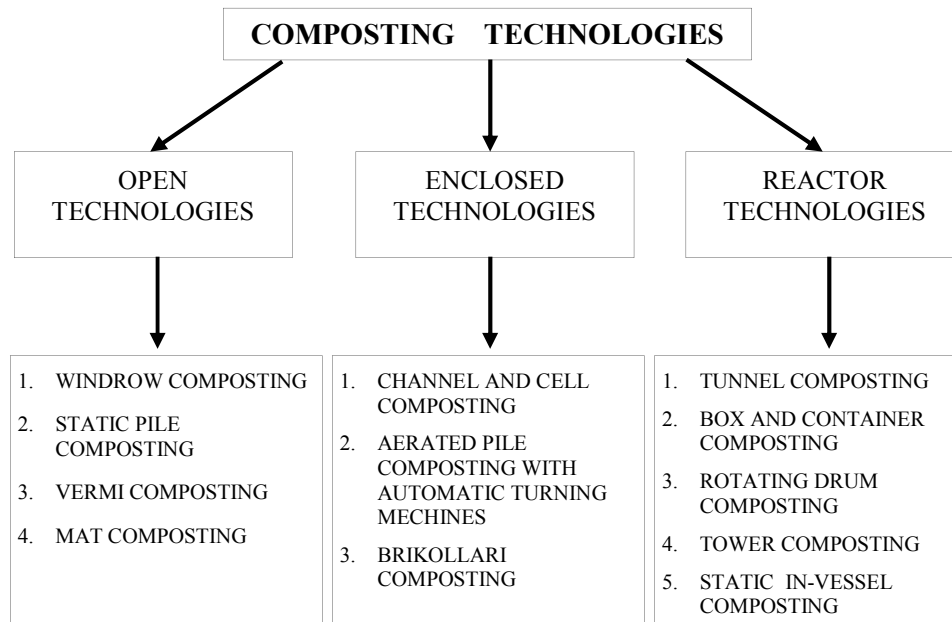 COMPOSTING TECHNOLOGIES
OPEN
TECHNOLOGIES
ENCLOSED
TECHNOLOGIES
REACTOR
TECHNOLOGIES
1. WINDROW COMPOSTING
2. STATIC PILE
COMPOSTING
3. VERMI COMPOSTING
4. MAT COMPOSTING
1. CHANNEL AND CELL
COMPOSTING
2. AERATED PILE
COMPOSTING WITH
AUTOMATIC TURNING
MECHINES
3. BRIKOLLARI
COMPOSTING
1. TUNNEL COMPOSTING
2. BOX AND CONTAINER
COMPOSTING
3. ROTATING DRUM
COMPOSTING
4. TOWER COMPOSTING
5. STATIC IN-VESSEL
COMPOSTING